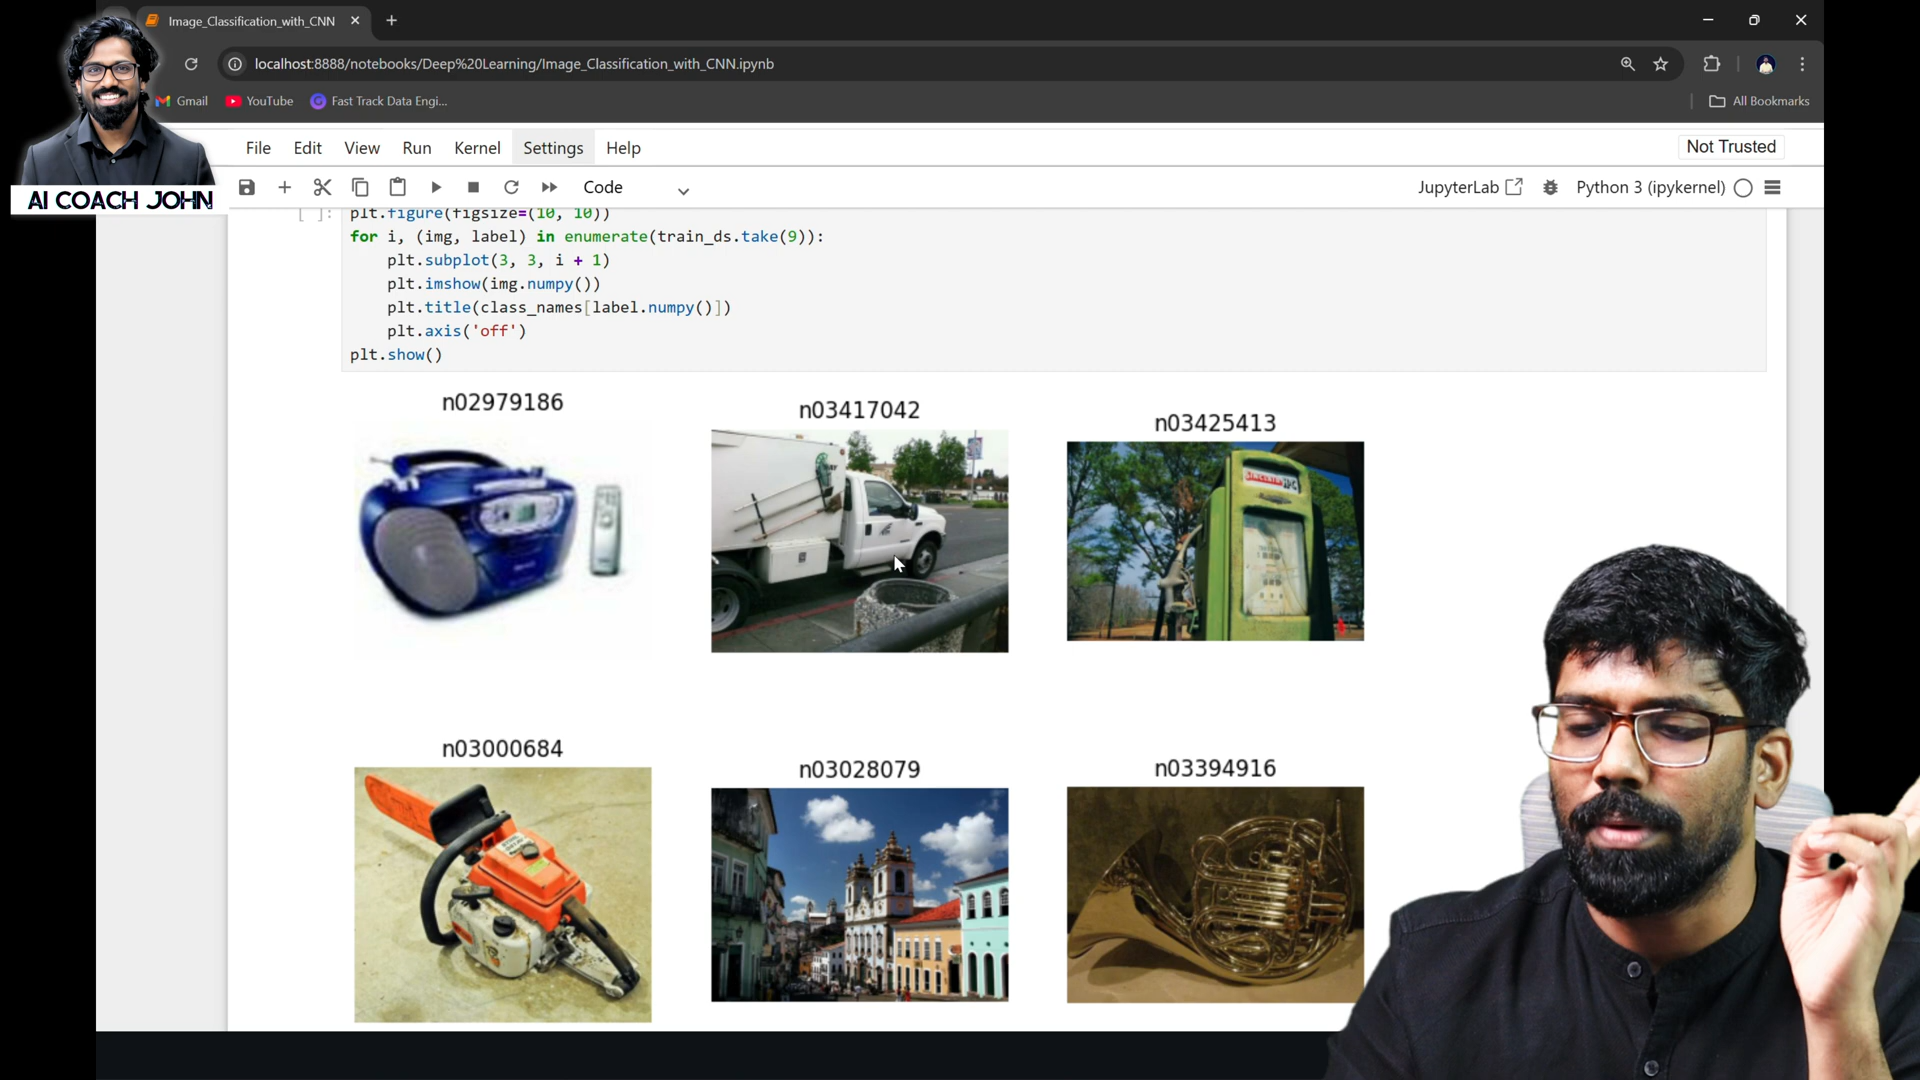 Image_Classification_with_CNN
localhost:8888/notebooks/Deep%20Learning/Image_Classification_with_CNN.ipynb
Gmail
YouTube
Fast Track Data Engi...
All Bookmarks
AI COACH JOHN
File Edit View Run Kernel Settings Help
Not Trusted
Code
JupyterLab
Python 3 (ipykernel)
[ ]:
plt.figure(figsize=(10, 10))
for i, (img, label) in enumerate(train_ds.take(9)):
    plt.subplot(3, 3, i + 1)
    plt.imshow(img.numpy())
    plt.title(class_names[label.numpy()])
    plt.axis('off')
plt.show()
n02979186
n03417042
n03425413
n03000684
n03028079
n03394916